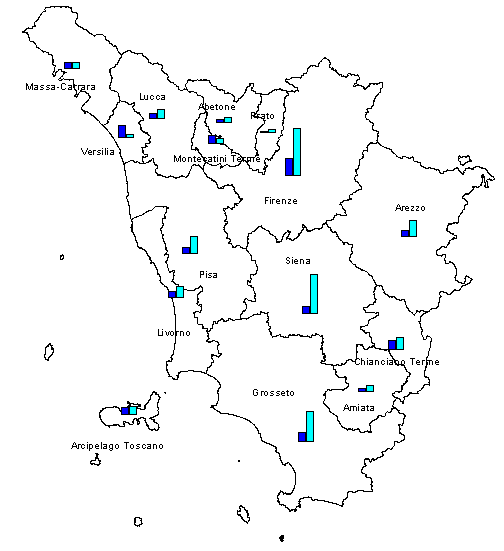 Massa-Carrara
Lucca
Abetone
Prato
Versilia
Montecatini Terme
Firenze
Arezzo
Siena
Pisa
Livorno
Chianciano Terme
Grosseto
Amiata
Arcipelago Toscano